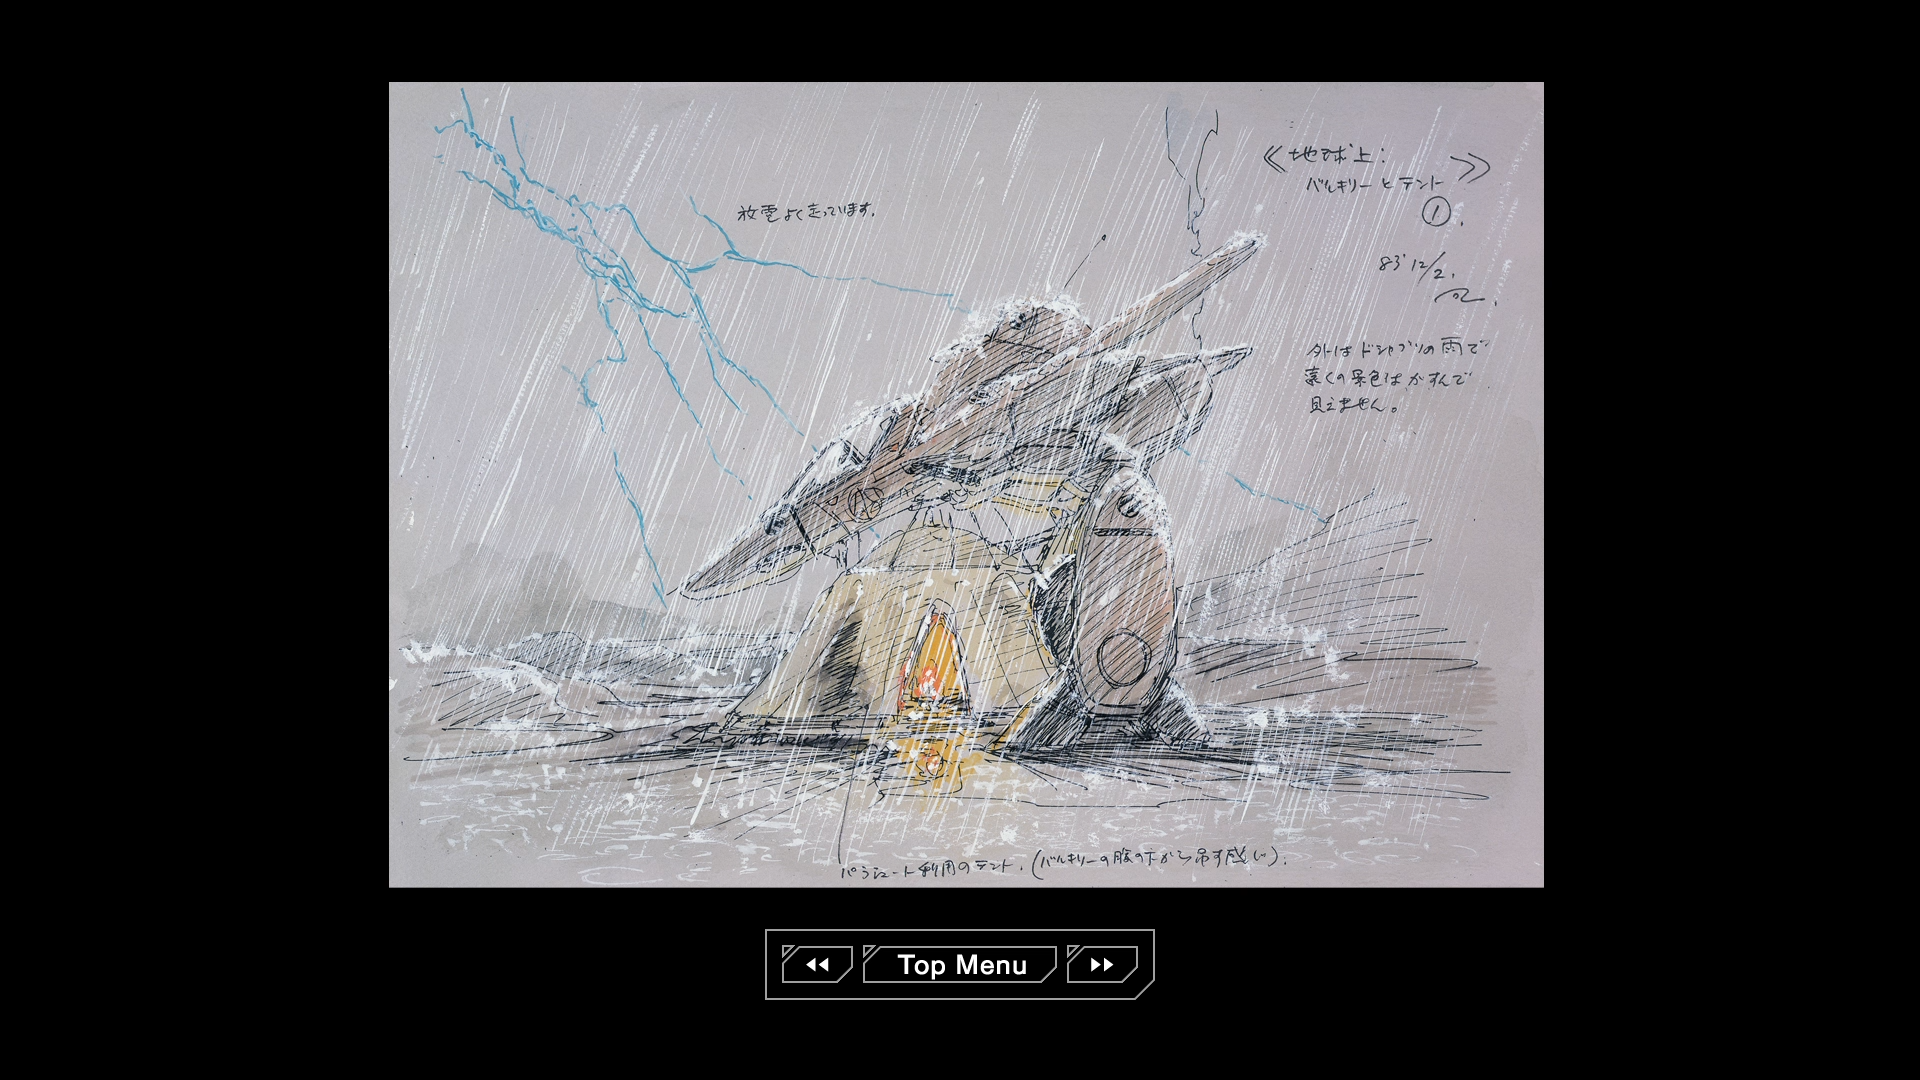 ≪地球上:
バルキリーとテント≫
①.
83' 12/2.
放電よく走っています.
外はドシャブリの雨で
遠くの景色はかすんで
見えません。
パラシュート利用のテント.(バルキリーの腹の下から吊す感じ).
Top Menu